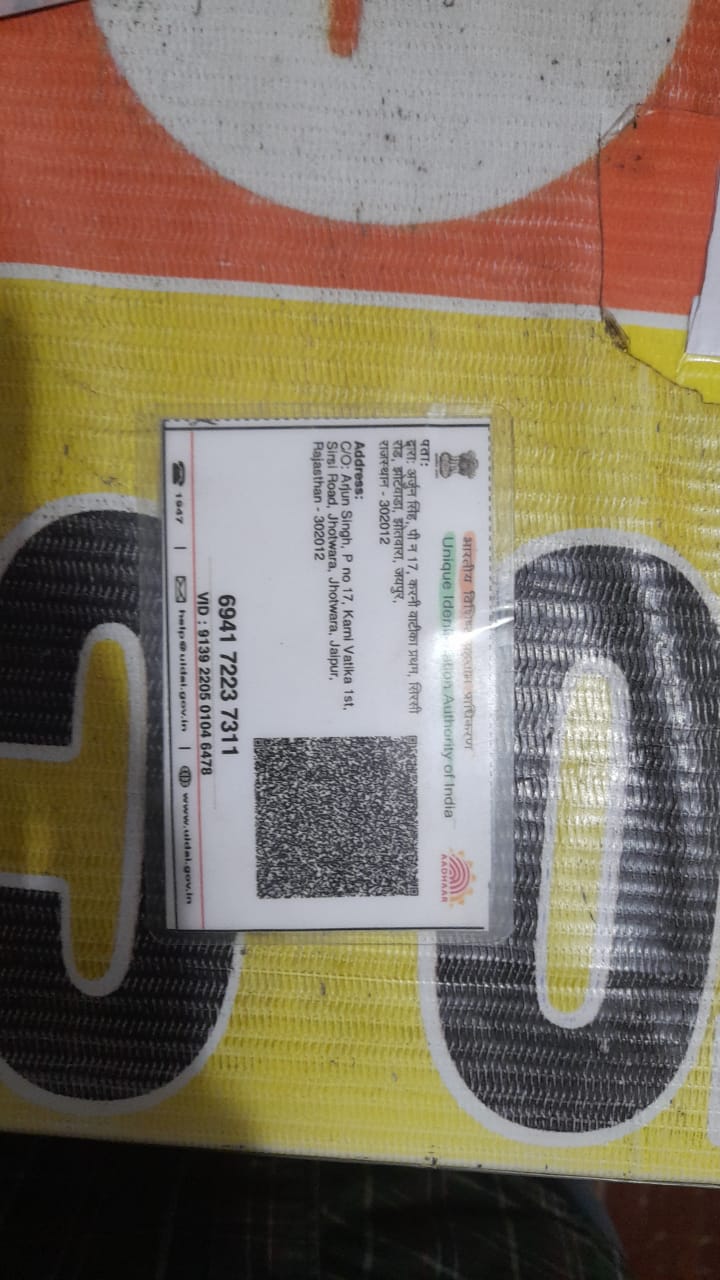 भारतीय विशिष्ट पहचान प्राधिकरण
Unique Identification Authority of India
AADHAAR
पता:
द्वारा: अर्जुन सिंह, पी न 17, करनी वाटीका प्रथम, सिरसी
रोड, झोटवाडा, झोतवारा, जयपुर,
राजस्थान - 302012
Address:
C/O: Arjun Singh, P no 17, Karni Vatika 1st,
Sirsi Road, Jhotwara, Jhotwara, Jaipur,
Rajasthan - 302012
6941 7223 7311
VID : 9139 2205 0104 6478
1947 | help@uidai.gov.in | www.uidai.gov.in